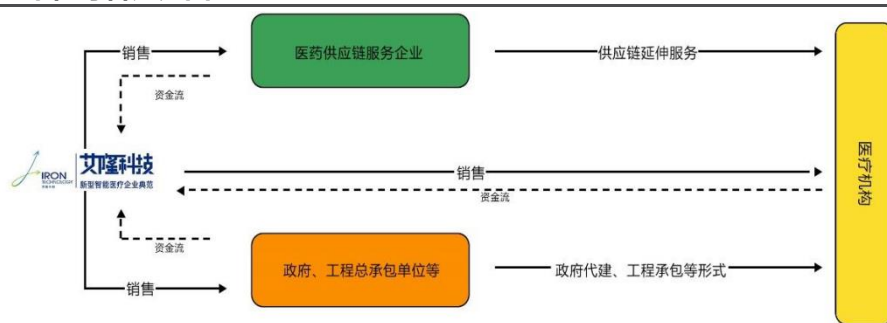 销售
医药供应链服务企业
供应链延伸服务
资金流
IRON
TECHNOLOGY
艾隆科技
新型智能医疗企业典范
销售
资金流
医疗机构
资金流
政府、工程总承包单位等
政府代建、工程承包等形式
销售